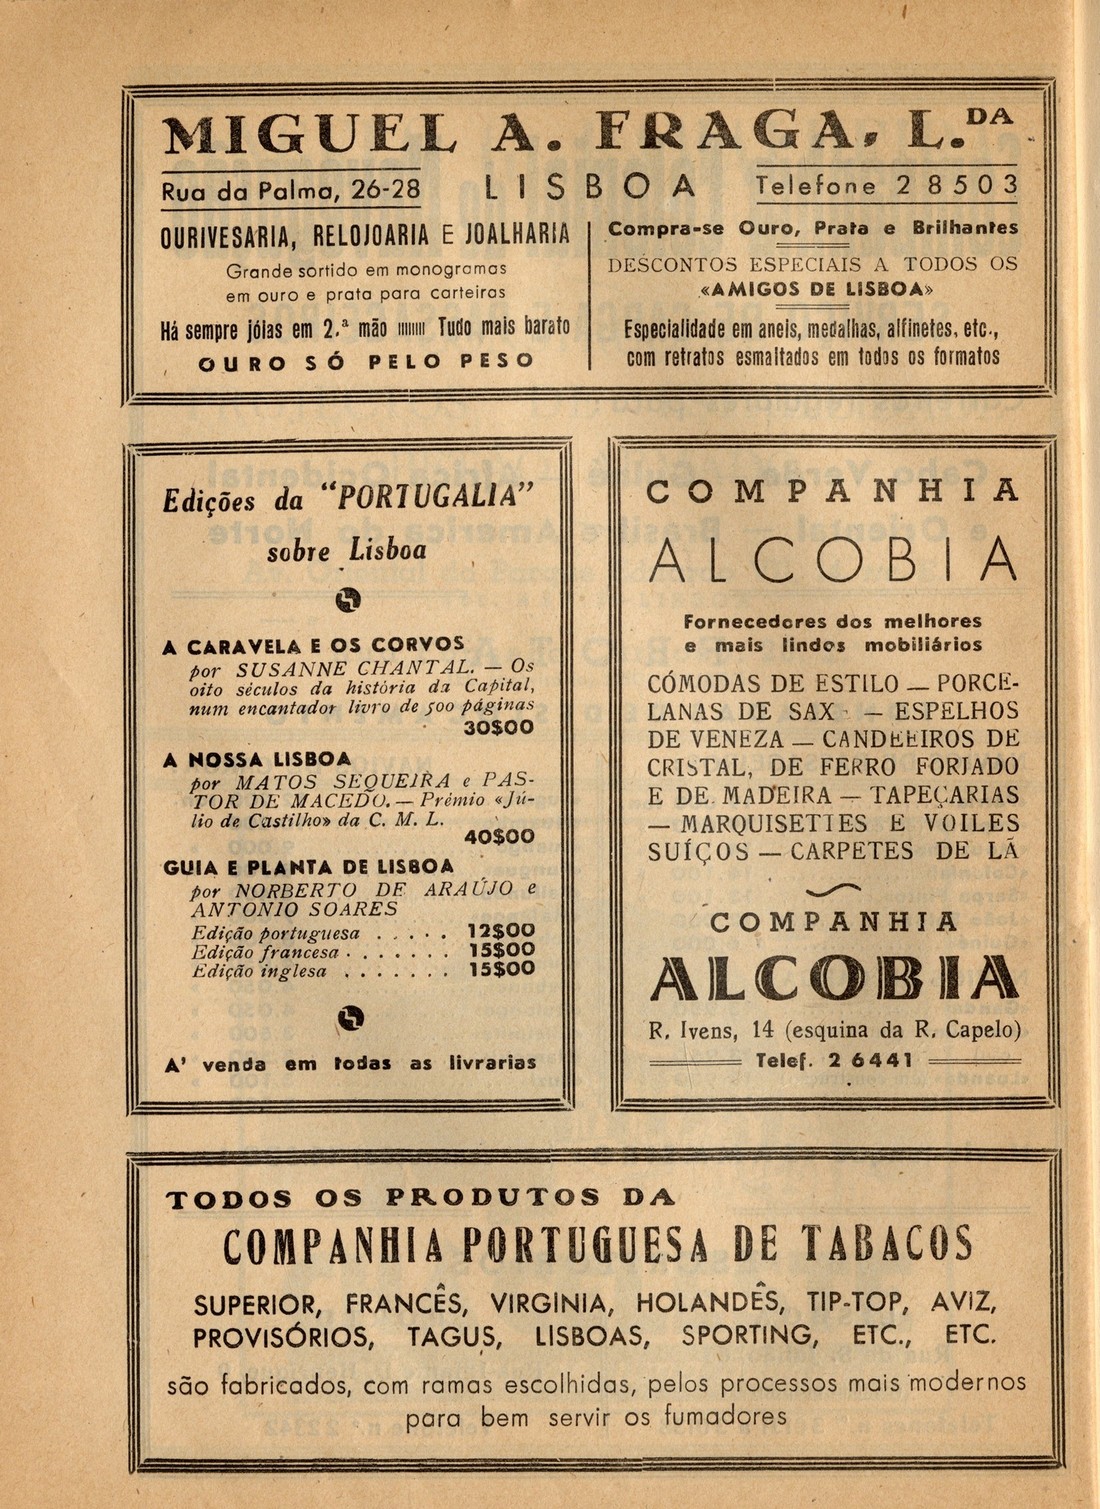 MIGUEL A. FRAGA, L.DA
Rua da Palma, 26-28
LISBOA
Telefone 28503
OURIVESARIA, RELOJOARIA E JOALHARIA
Grande sortido em monogramas
em ouro e prata para carteiras
Há sempre jóias em 2.ª mão Tudo mais barato
OURO SÓ PELO PESO
Compra-se Ouro, Prata e Brilhantes
DESCONTOS ESPECIAIS A TODOS OS
«AMIGOS DE LISBOA»
Especialidade em aneis, medalhas, alfinetes, etc.,
com retratos esmaltados em todos os formatos
Edições da "PORTUGALIA"
sobre Lisboa
A CARAVELA E OS CORVOS
por SUSANNE CHANTAL. — Os
oito séculos da história da Capital,
num encantador livro de 500 páginas
30$00
A NOSSA LISBOA
por MATOS SEQUEIRA e PAS-
TOR DE MACEDO. — Prémio «Jú-
lio de Castilho» da C. M. L.
40$00
GUIA E PLANTA DE LISBOA
por NORBERTO DE ARAÚJO e
ANTONIO SOARES
Edição portuguesa . . . . . 12$00
Edição francesa . . . . . . . 15$00
Edição inglesa . . . . . . . 15$00
A' venda em todas as livrarias
COMPANHIA
ALCOBIA
Fornecedores dos melhores
e mais lindos mobiliários
CÓMODAS DE ESTILO — PORCE-
LANAS DE SAX — ESPELHOS
DE VENEZA — CANDEEIROS DE
CRISTAL, DE FERRO FORJADO
E DE MADEIRA — TAPEÇARIAS
— MARQUISETTES E VOILES
SUÍÇOS — CARPETES DE LÃ
COMPANHIA
ALCOBIA
R. Ivens, 14 (esquina da R. Capelo)
Telef. 26441
TODOS OS PRODUTOS DA
COMPANHIA PORTUGUESA DE TABACOS
SUPERIOR, FRANCÊS, VIRGINIA, HOLANDÊS, TIP-TOP, AVIZ,
PROVISÓRIOS, TAGUS, LISBOAS, SPORTING, ETC., ETC.
são fabricados, com ramas escolhidas, pelos processos mais modernos
para bem servir os fumadores